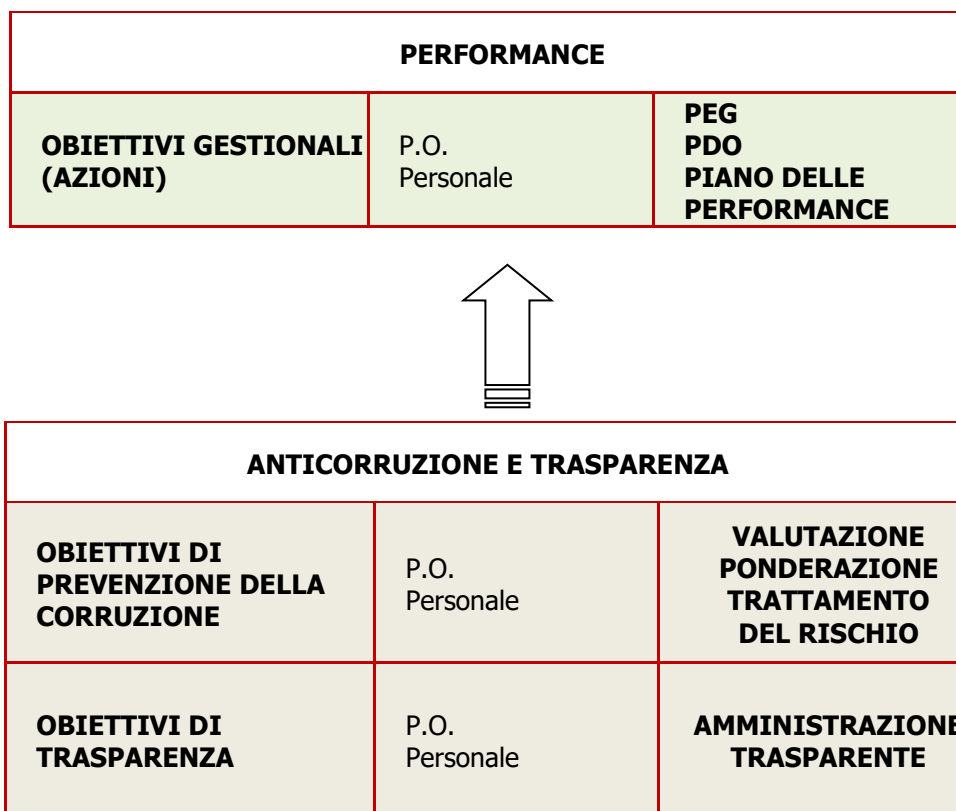 PERFORMANCE
OBIETTIVI GESTIONALI
(AZIONI)
P.O.
Personale
PEG
PDO
PIANO DELLE
PERFORMANCE
ANTICORRUZIONE E TRASPARENZA
OBIETTIVI DI
PREVENZIONE DELLA
CORRUZIONE
P.O.
Personale
VALUTAZIONE
PONDERAZIONE
TRATTAMENTO
DEL RISCHIO
OBIETTIVI DI
TRASPARENZA
P.O.
Personale
AMMINISTRAZIONE
TRASPARENTE